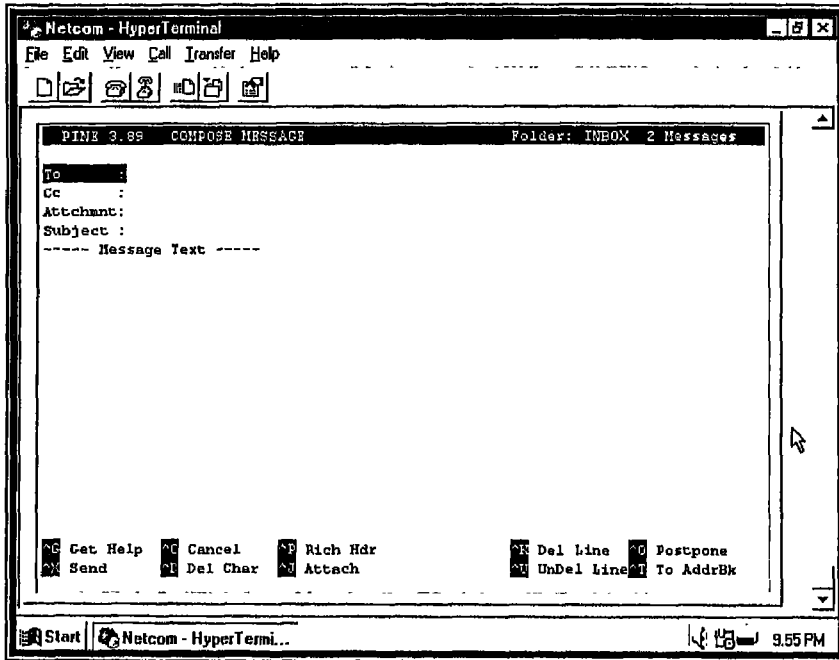 Netcom - HyperTerminal
File Edit View Call Transfer Help
PINE 3.89 COMPOSE MESSAGE Folder: INBOX 2 Messages
To :
Cc :
Attchmnt:
Subject :
----- Message Text -----
^G Get Help ^C Cancel ^R Rich Hdr ^K Del Line ^O Postpone
^X Send ^D Del Char ^J Attach ^U UnDel Line ^T To AddrBk
Start Netcom - HyperTermi... 9.55 PM